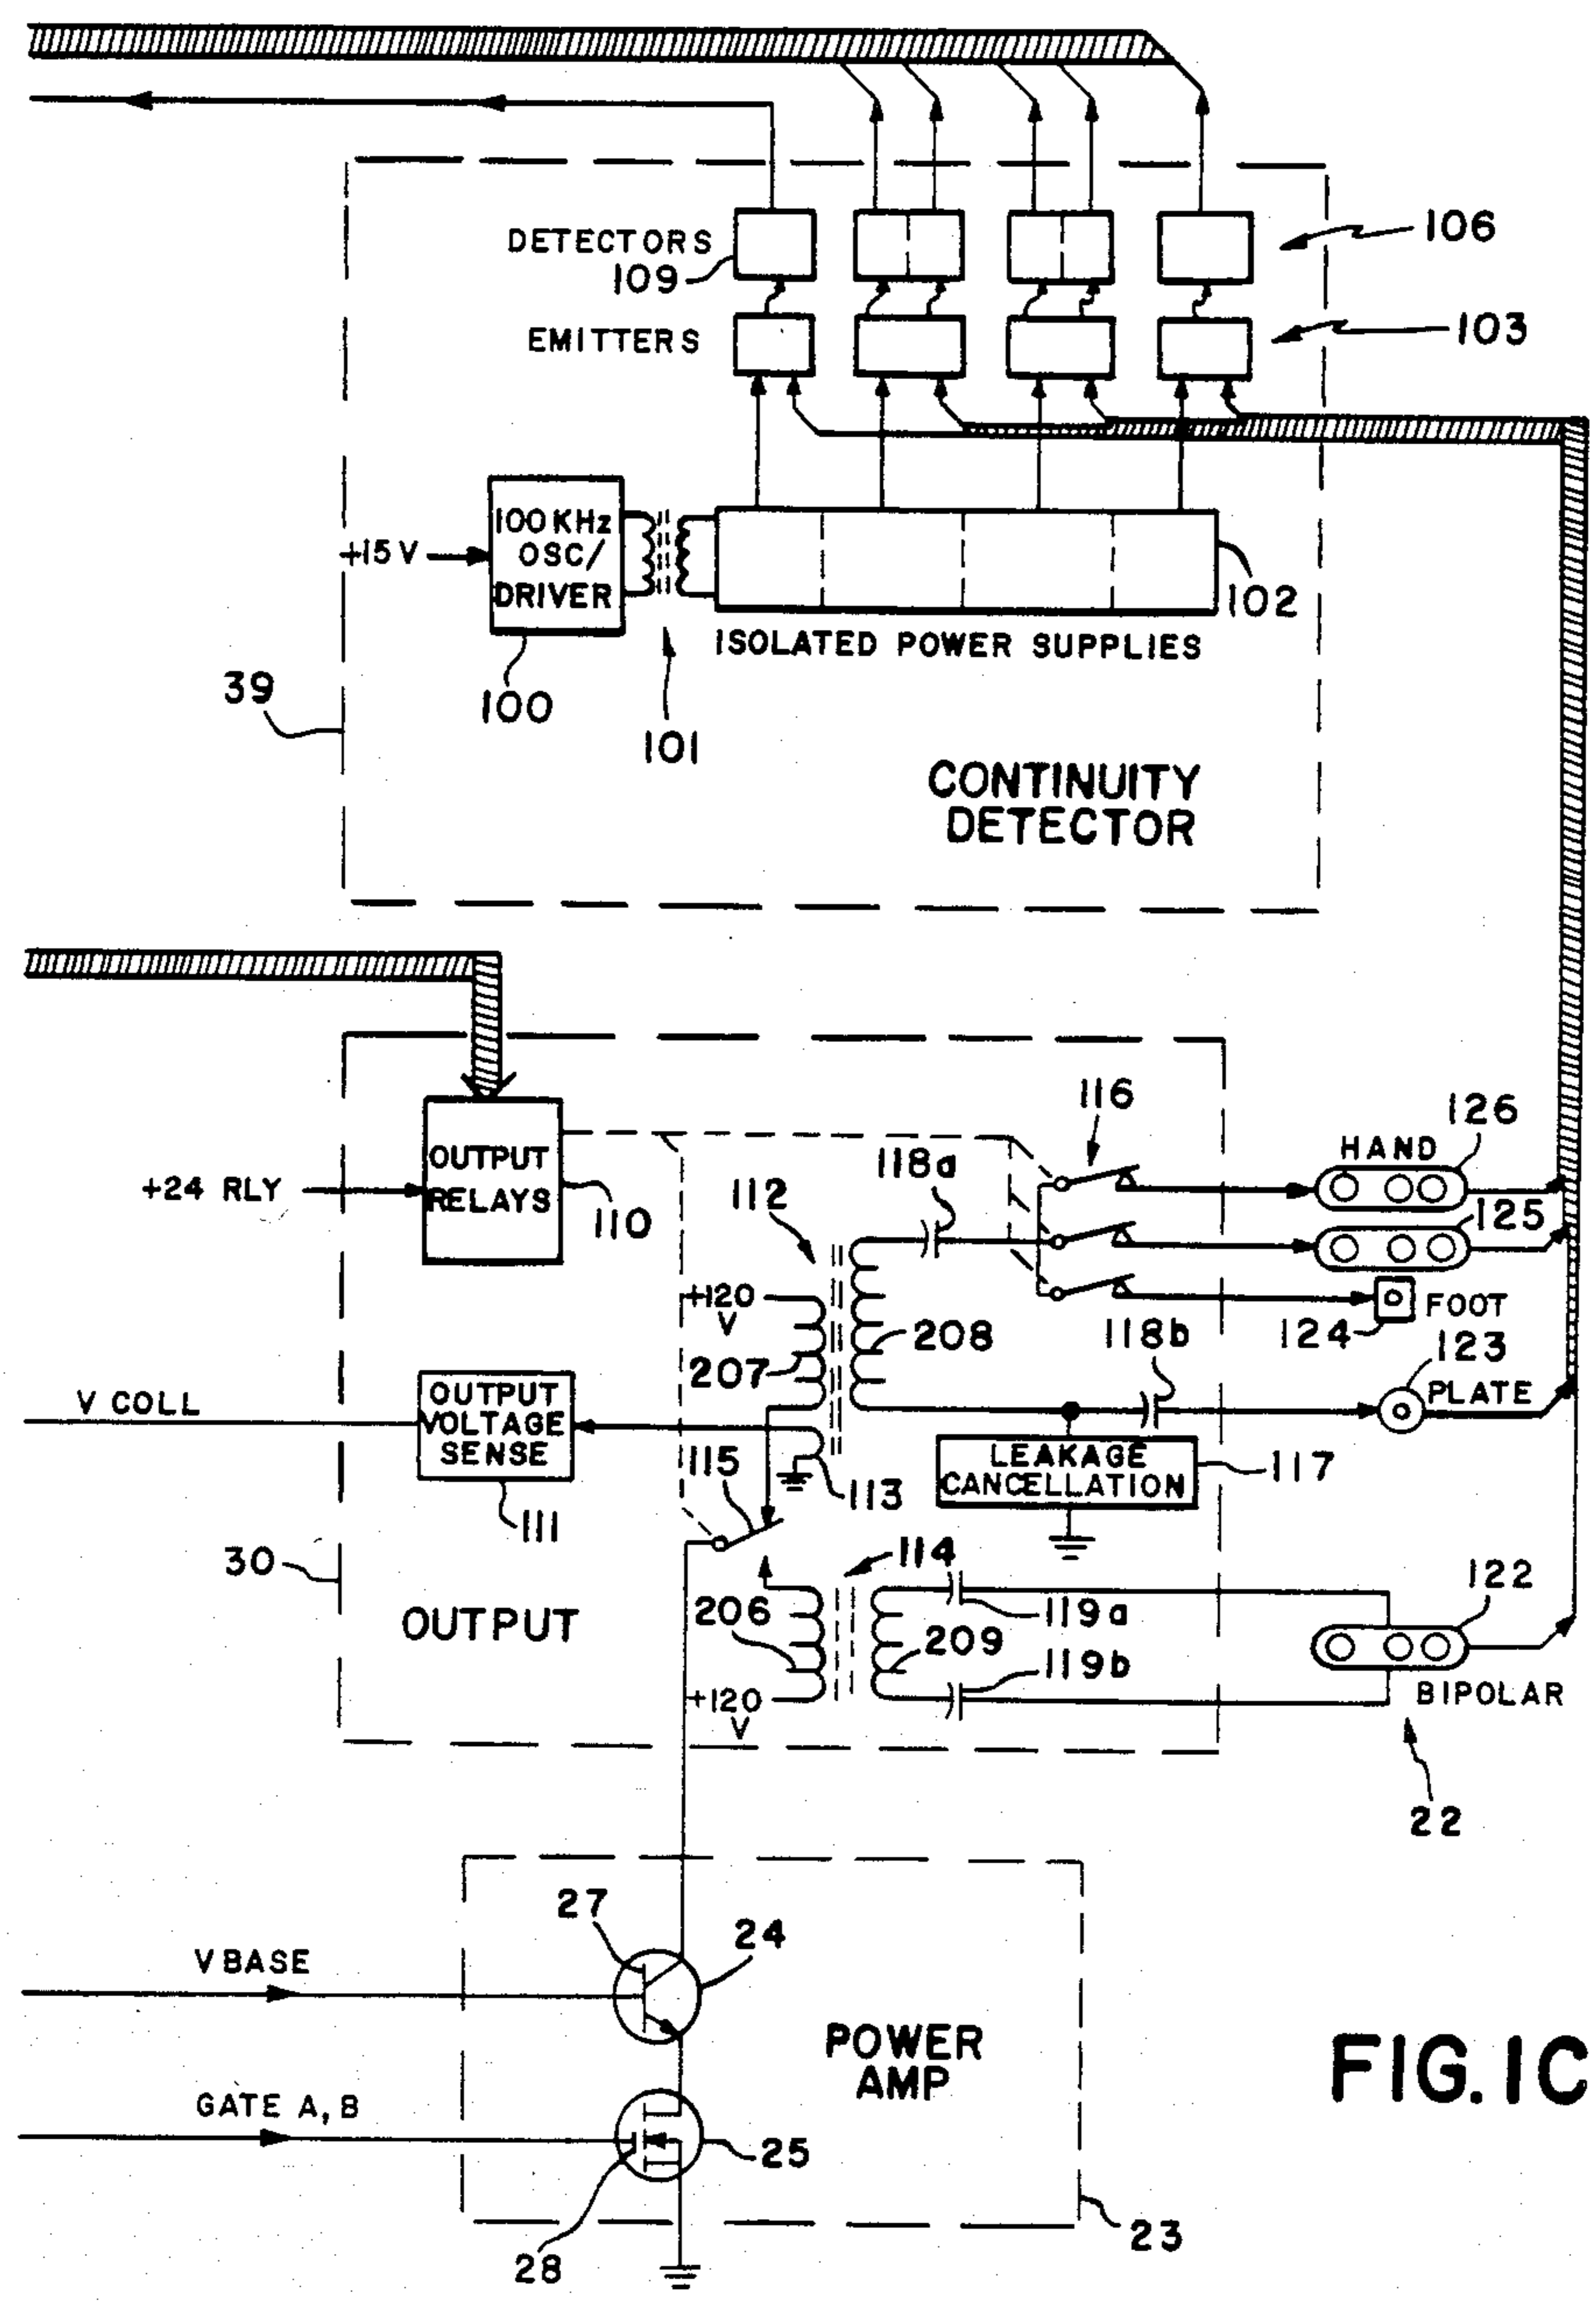 DETECTORS
109
106
EMITTERS
103
+15V
100KHz
OSC/
DRIVER
102
ISOLATED POWER SUPPLIES
39
100
101
CONTINUITY
DETECTOR
116
126
HAND
118a
+24 RLY
OUTPUT
RELAYS
110
112
125
+120
V
207
208
118b
124
FOOT
123
V COLL
OUTPUT
VOLTAGE
SENSE
PLATE
115
113
LEAKAGE
CANCELLATION
117
111
30
114
122
OUTPUT
206
119a
209
119b
+120
V
BIPOLAR
22
27
24
V BASE
POWER
AMP
FIG. 1C
GATE A, B
25
23
28